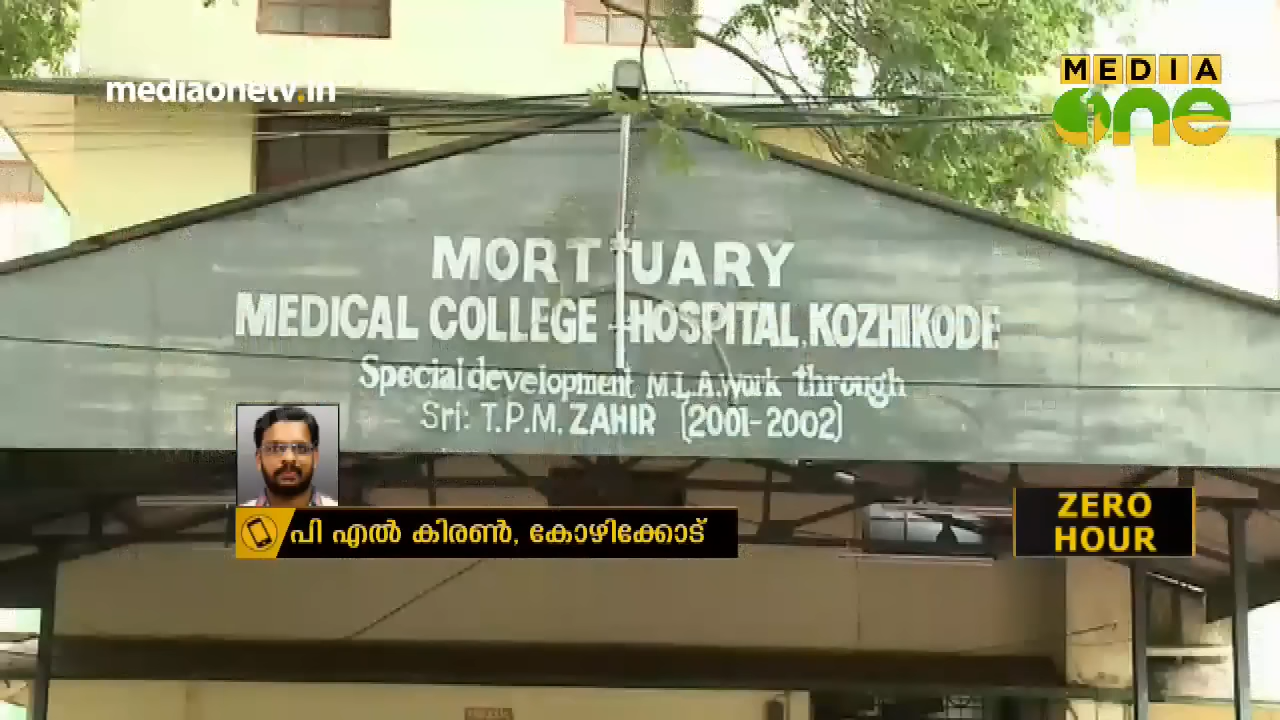 mediaonetv.in
MEDIA
one
MORTUARY
MEDICAL COLLEGE HOSPITAL, KOZHIKODE
Special development M.L.A. Work through
Sri: T.P.M. ZAHIR (2001-2002)
പി എൽ കിരൺ, കോഴിക്കോട്
ZERO
HOUR